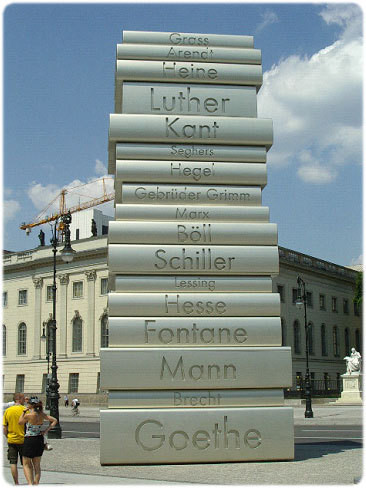 Grass
Arendt
Heine
Luther
Kant
Seghers
Hegel
Gebrüder Grimm
Marx
Böll
Schiller
Lessing
Hesse
Fontane
Mann
Brecht
Goethe